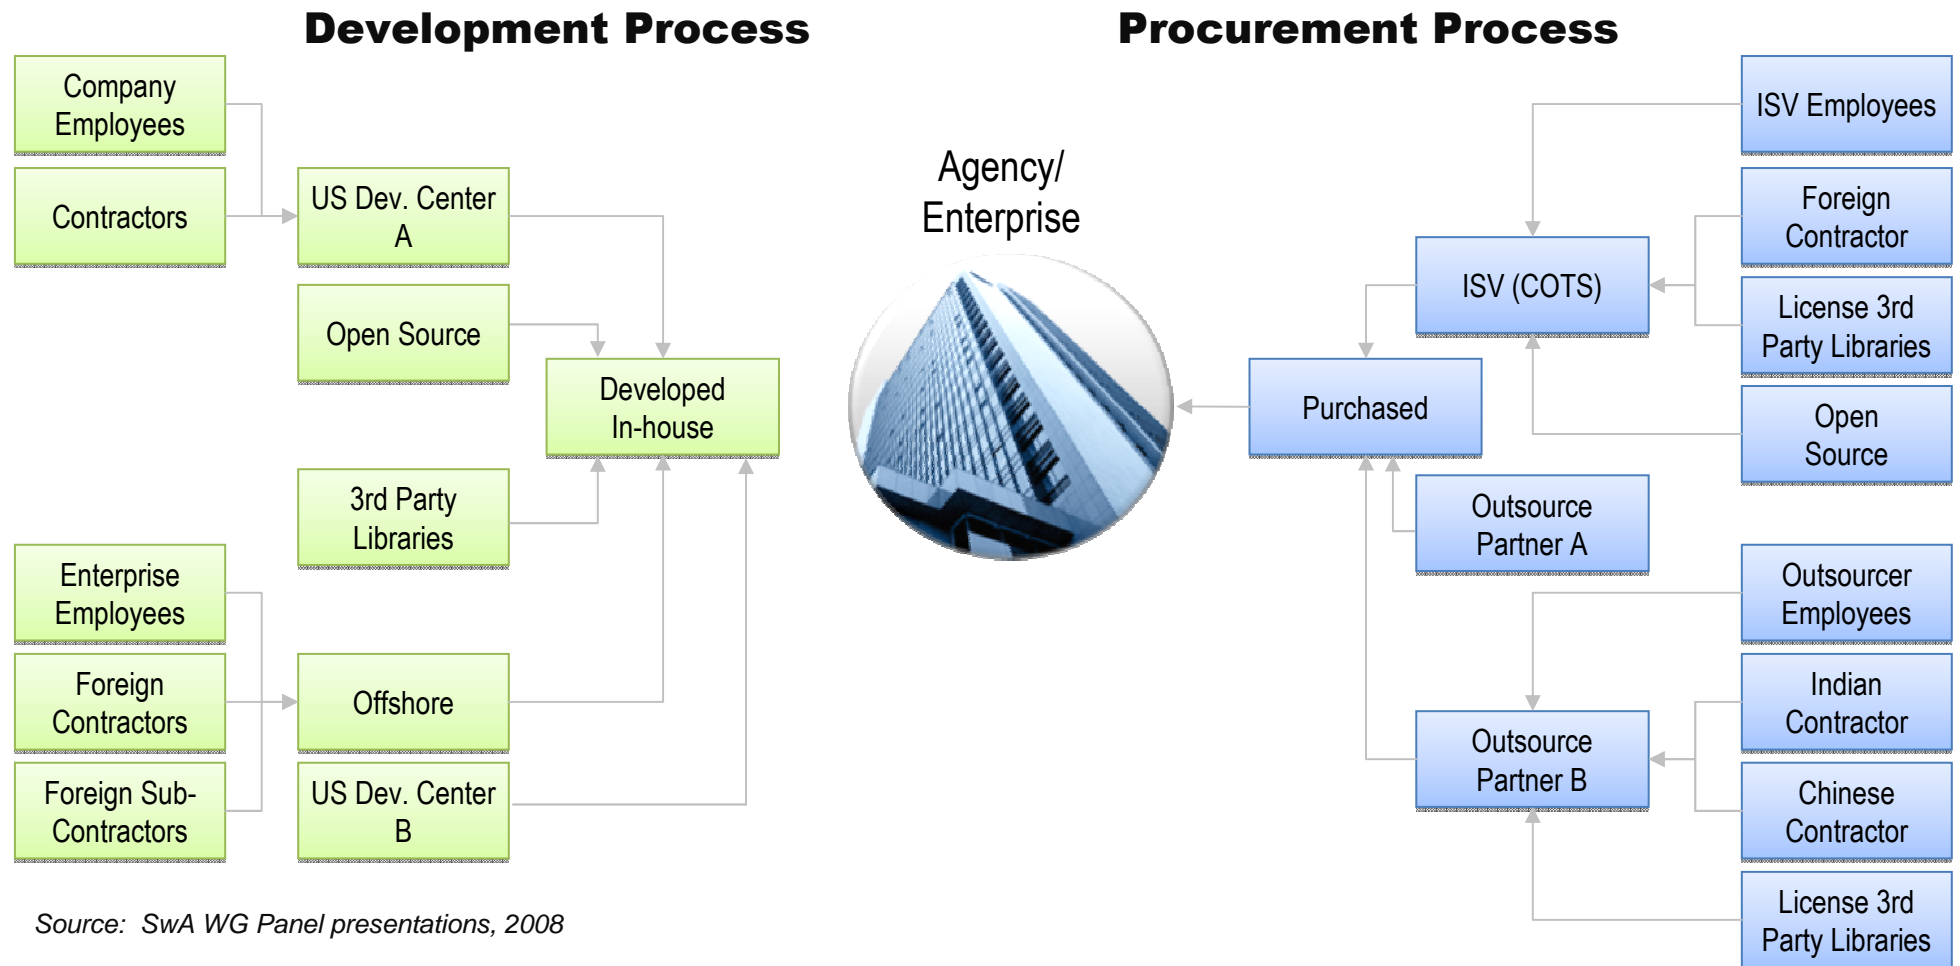 Development Process
Procurement Process
Company
Employees
Contractors
US Dev. Center
A
Open Source
Developed
In-house
3rd Party
Libraries
Enterprise
Employees
Foreign
Contractors
Foreign Sub-
Contractors
Offshore
US Dev. Center
B
Agency/
Enterprise
Purchased
ISV (COTS)
Outsource
Partner A
Outsource
Partner B
ISV Employees
Foreign
Contractor
License 3rd
Party Libraries
Open
Source
Outsourcer
Employees
Indian
Contractor
Chinese
Contractor
License 3rd
Party Libraries
Source: SwA WG Panel presentations, 2008